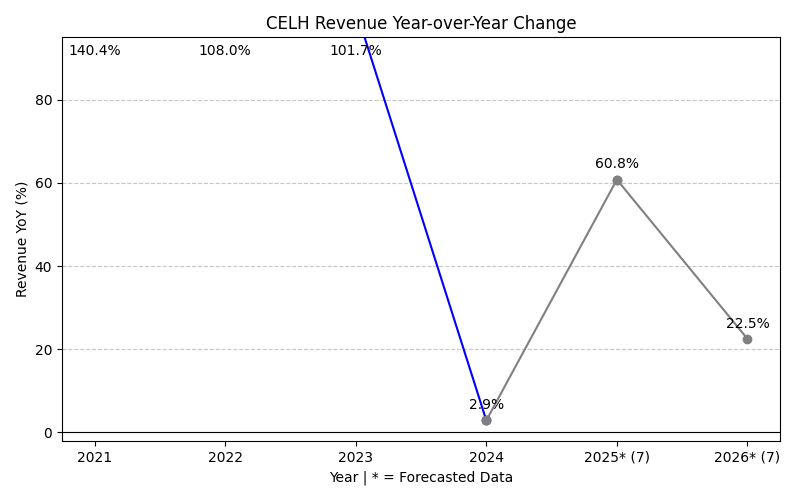 CELH Revenue Year-over-Year Change
140.4% 108.0% 101.7%
80
60.8%
60
Revenue YoY (%)
40
22.5%
20
2.9%
0
2021 2022 2023 2024 2025* (7) 2026* (7)
Year | * = Forecasted Data